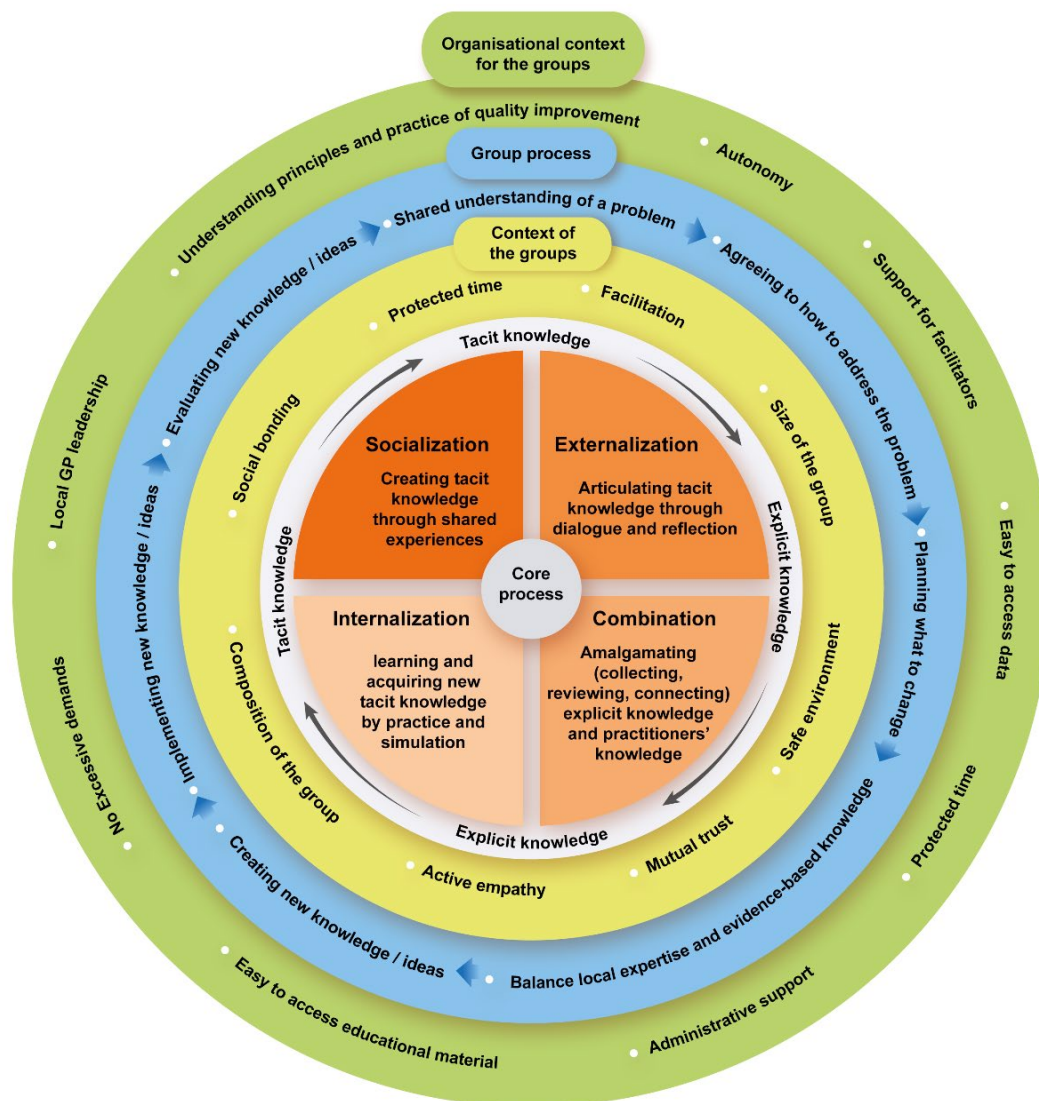 Organisational context
for the groups
Understanding principles and practice of quality improvement
Autonomy
Support for facilitators
Easy to access data
Protected time
Administrative support
Easy to access educational material
No Excessive demands
Local GP leadership
Group process
Shared understanding of a problem
Agreeing to how to address the problem
Planning what to change
Balance local expertise and evidence-based knowledge
Creating new knowledge / ideas
Implementing new knowledge / ideas
Evaluating new knowledge / ideas
Context of
the groups
Protected time
Facilitation
Size of the group
Safe environment
Mutual trust
Active empathy
Composition of the group
Social bonding
Tacit knowledge
Explicit knowledge
Explicit knowledge
Tacit knowledge
Socialization
Creating tacit
knowledge
through shared
experiences
Externalization
Articulating tacit
knowledge through
dialogue and reflection
Core
process
Internalization
learning and
acquiring new
tacit knowledge
by practice and
simulation
Combination
Amalgamating
(collecting,
reviewing, connecting)
explicit knowledge
and practitioners’
knowledge